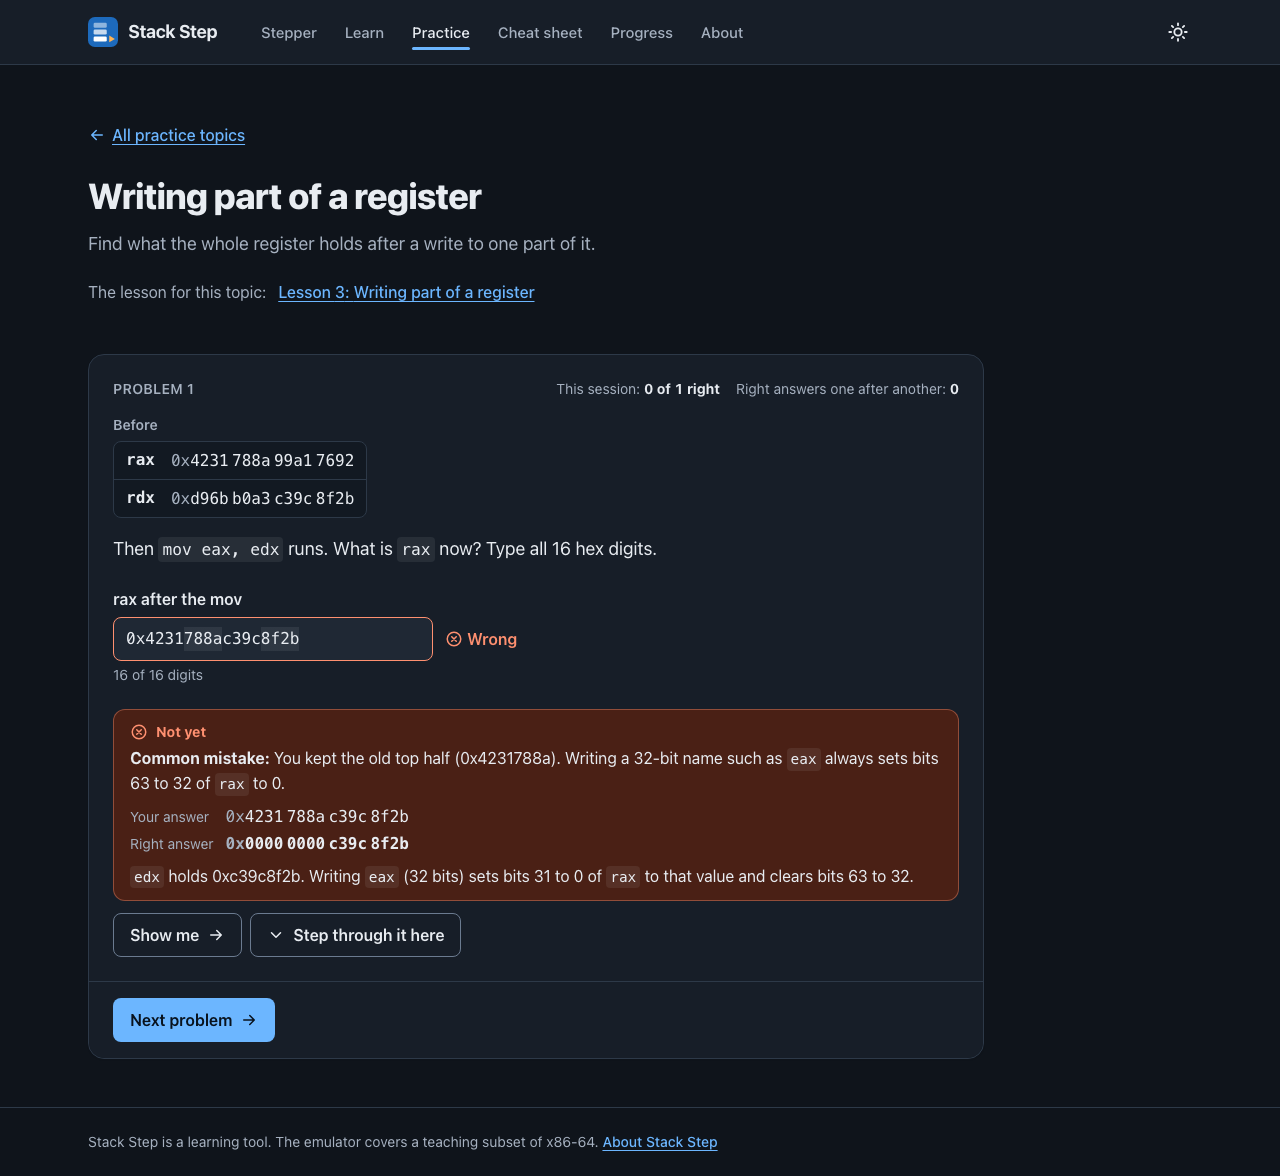 Stack Step
Stepper
Learn
Practice
Cheat sheet
Progress
About
All practice topics
Writing part of a register
Find what the whole register holds after a write to one part of it.
The lesson for this topic: Lesson 3: Writing part of a register
PROBLEM 1
This session: 0 of 1 right
Right answers one after another: 0
Before
rax 0x4231 788a 99a1 7692
rdx 0xd96b b0a3 c39c 8f2b
Then mov eax, edx runs. What is rax now? Type all 16 hex digits.
rax after the mov
0x4231788ac39c8f2b
Wrong
16 of 16 digits
Not yet
Common mistake: You kept the old top half (0x4231788a). Writing a 32-bit name such as eax always sets bits
63 to 32 of rax to 0.
Your answer 0x4231 788a c39c 8f2b
Right answer 0x0000 0000 c39c 8f2b
edx holds 0xc39c8f2b. Writing eax (32 bits) sets bits 31 to 0 of rax to that value and clears bits 63 to 32.
Show me
Step through it here
Next problem
Stack Step is a learning tool. The emulator covers a teaching subset of x86-64. About Stack Step